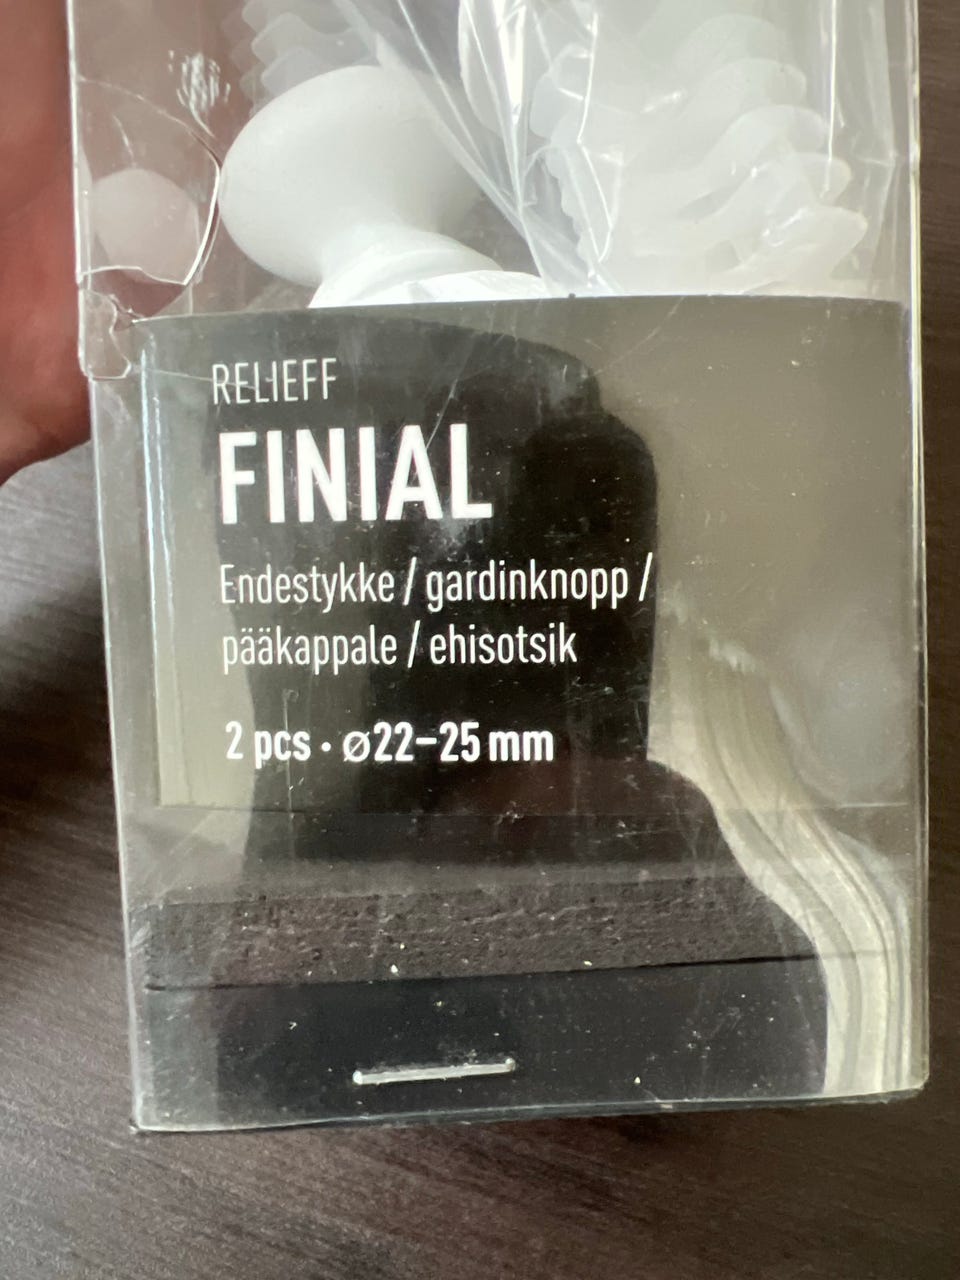 RELIEFF
FINIAL
Endestykke / gardinknopp /
pääkappale / ehisotsik
2 pcs · ø22–25 mm